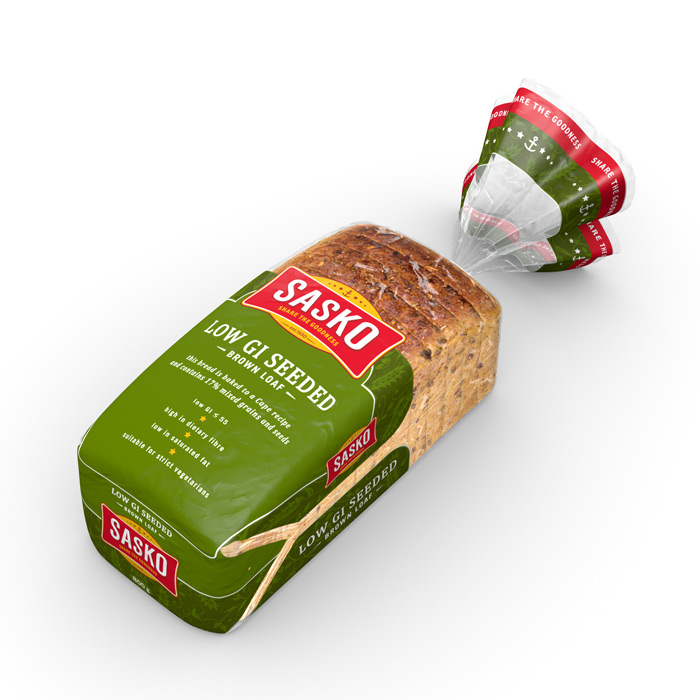 ARE THE GOODNESS
SHARE THE
SASKO
SHARE THE GOODNESS
LOW GI SEEDED
BROWN LOAF
this bread is baked to a Cape recipe
and contains 17% mixed grains and seeds
low GI ≤ 55
high in dietary fibre
low in saturated fat
suitable for strict vegetarians
SASKO
LOW GI SEEDED
BROWN LOAF
LOW GI SEEDED
BROWN LOAF
SASKO